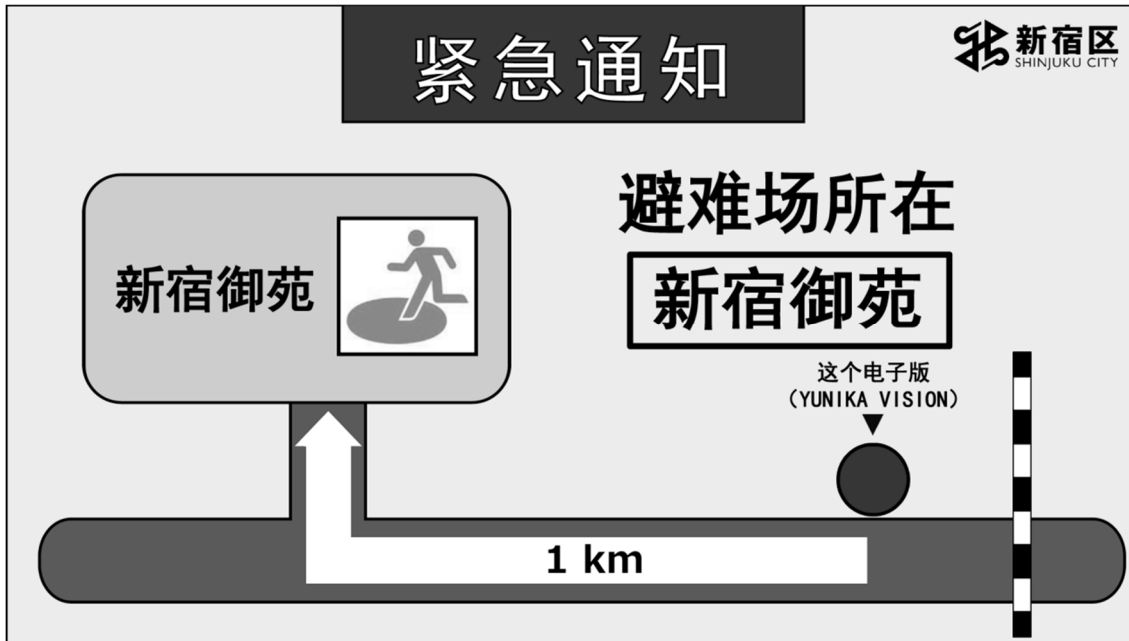 紧急通知
新宿区
SHINJUKU CITY
避难场所在
新宿御苑
新宿御苑
这个电子版
（YUNIKA VISION）
1 km